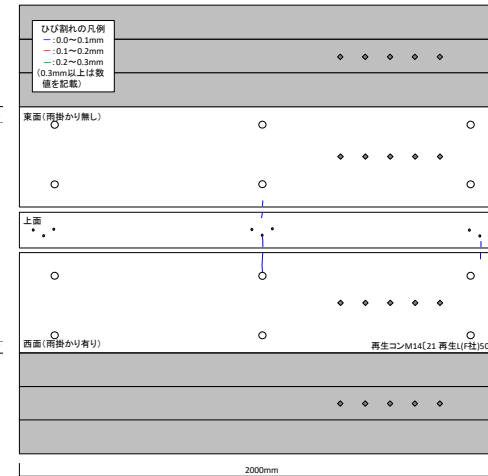 ひび割れの凡例
－:0.0～0.1mm
－:0.1～0.2mm
－:0.2～0.3mm
(0.3mm以上は数
値を記載)
東面(雨掛かり無し)
上面
西面(雨掛かり有り)
再生コンM14〔21 再生L(F社)50
2000mm